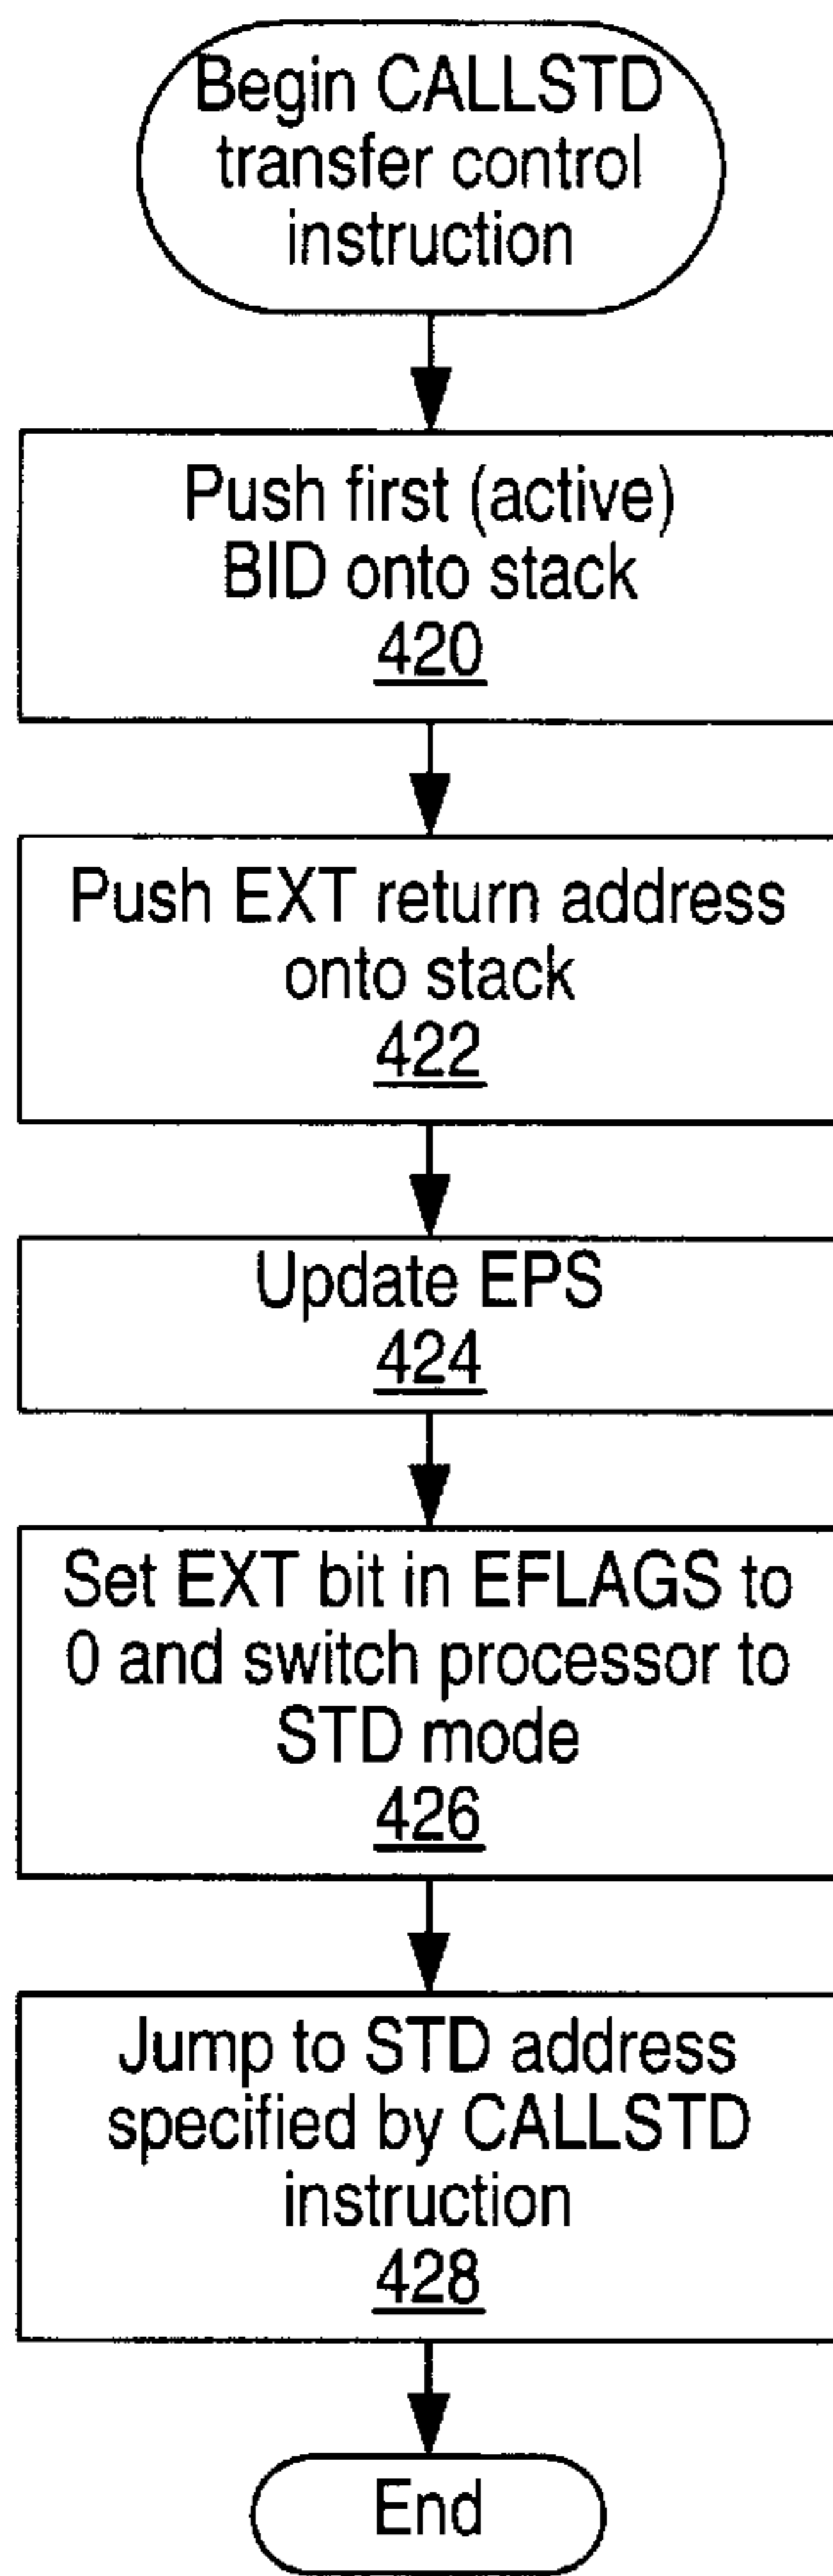 Begin CALLSTD
transfer control
instruction
Push first (active)
BID onto stack
420
Push EXT return address
onto stack
422
Update EPS
424
Set EXT bit in EFLAGS to
0 and switch processor to
STD mode
426
Jump to STD address
specified by CALLSTD
instruction
428
End